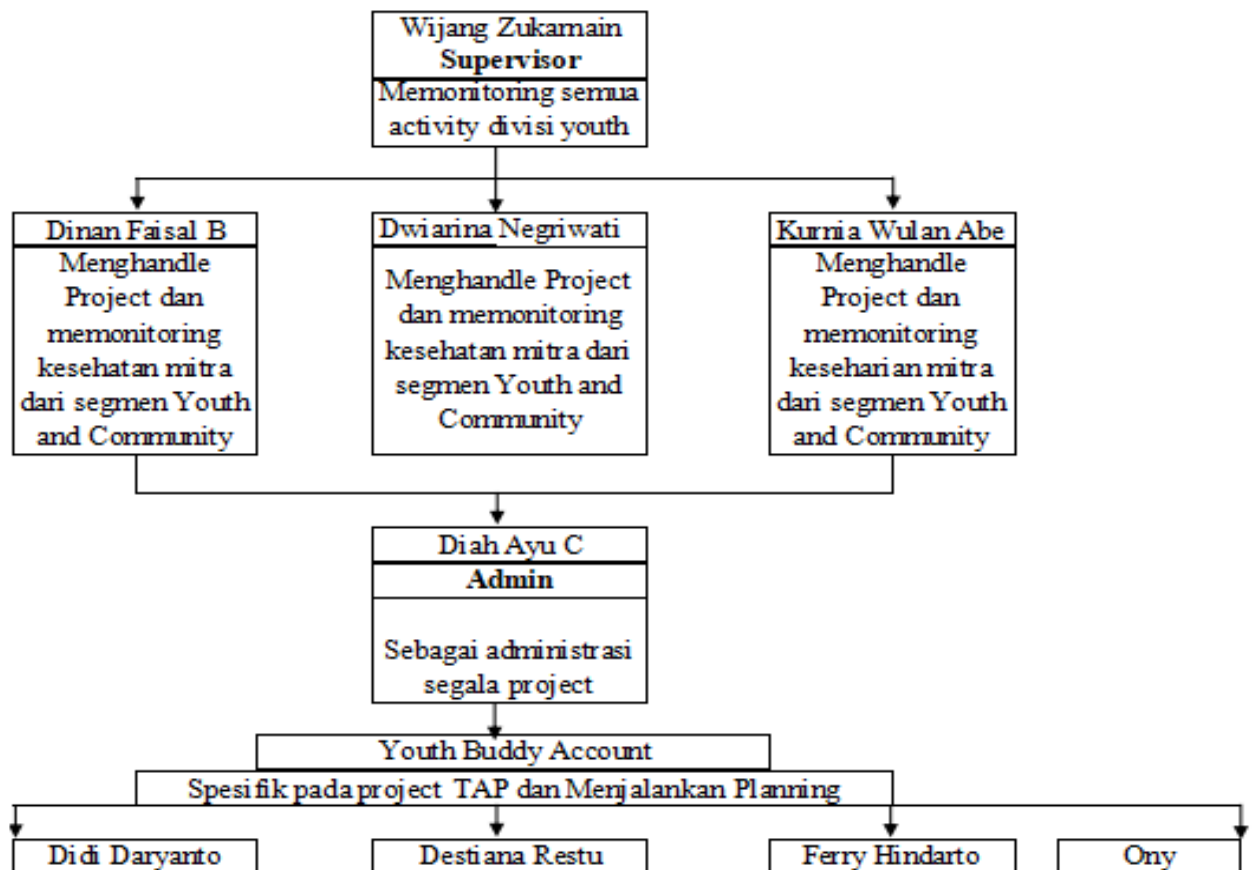 Wijang Zukarnain
Supervisor
Memonitoring semua
activity divisi youth
Dinan Faisal B
Menghandle
Project dan
memonitoring
kesehatan mitra
dari segmen Youth
and Community
Dwiarina Negriwati
Menghandle Project
dan memonitoring
kesehatan mitra dari
segmen Youth and
Community
Kurnia Wulan Abe
Menghandle
Project dan
memonitoring
keseharian mitra
dari segmen Youth
and Community
Diah Ayu C
Admin
Sebagai administrasi
segala project
Youth Buddy Account
Spesifik pada project TAP dan Menjalankan Planning
Didi Daryanto
Destiana Restu
Ferry Hindarto
Ony